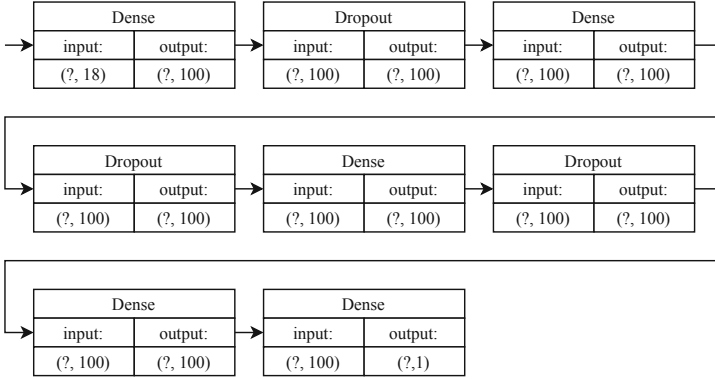 Dense Dropout Dense
input: output: input: output: input: output:
(?, 18) (?, 100) (?, 100) (?, 100) (?, 100) (?, 100)
Dropout Dense Dropout
input: output: input: output: input: output:
(?, 100) (?, 100) (?, 100) (?, 100) (?, 100) (?, 100)
Dense Dense
input: output: input: output:
(?, 100) (?, 100) (?, 100) (?,1)